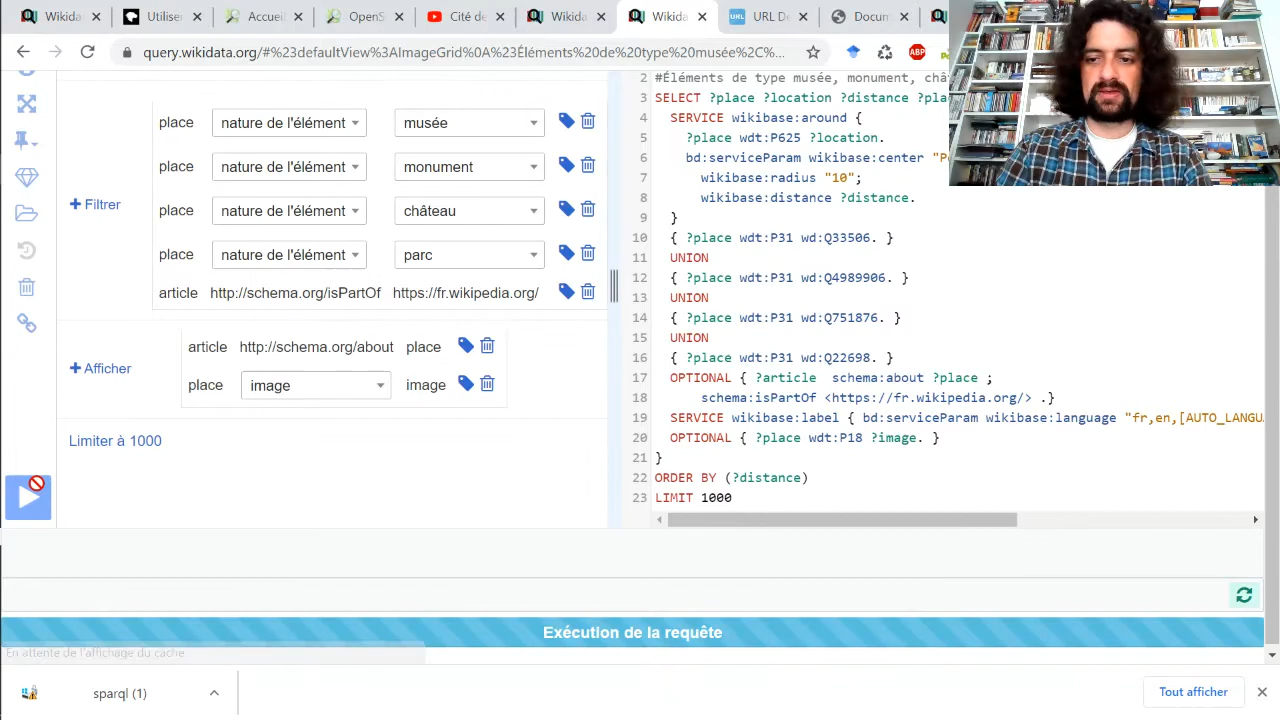 Wikida
Utiliser
Accueil
OpenS
YouTube
Cid
Wikida
Wikida
URL
URL De
Docum
query.wikidata.org/#%23defaultView%3AImageGrid%0A%23Éléments%20de%20type%20musée%2C%...
ABP
place nature de l'élément musée
place nature de l'élément monument
+ Filtrer
place nature de l'élément château
place nature de l'élément parc
article http://schema.org/isPartOf https://fr.wikipedia.org/
article http://schema.org/about place
+ Afficher
place image image
Limiter à 1000
2 #Éléments de type musée, monument, chât
3 SELECT ?place ?location ?distance ?pla
4 SERVICE wikibase:around {
5 ?place wdt:P625 ?location.
6 bd:serviceParam wikibase:center "Po
7 wikibase:radius "10";
8 wikibase:distance ?distance.
9 }
10 { ?place wdt:P31 wd:Q33506. }
11 UNION
12 { ?place wdt:P31 wd:Q4989906. }
13 UNION
14 { ?place wdt:P31 wd:Q751876. }
15 UNION
16 { ?place wdt:P31 wd:Q22698. }
17 OPTIONAL { ?article schema:about ?place ;
18 schema:isPartOf <https://fr.wikipedia.org/> .}
19 SERVICE wikibase:label { bd:serviceParam wikibase:language "fr,en,[AUTO_LANGUA
20 OPTIONAL { ?place wdt:P18 ?image. }
21 }
22 ORDER BY (?distance)
23 LIMIT 1000
Exécution de la requête
En attente de l'affichage du cache
sparql (1)
Tout afficher